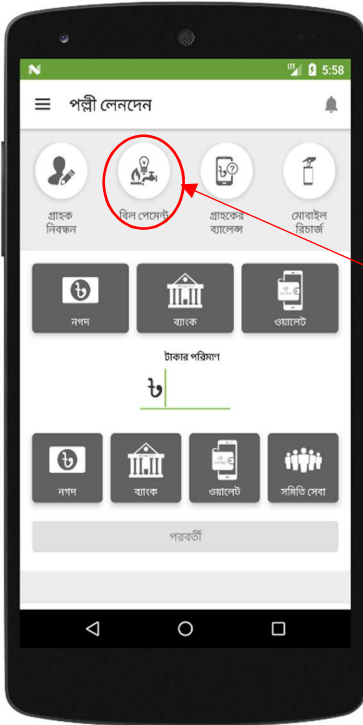 5:58
পল্লী লেনদেন
গ্রাহক
নিবন্ধন
বিল পেমেন্ট
গ্রাহকের
ব্যালেন্স
মোবাইল
রিচার্জ
নগদ
ব্যাংক
ওয়ালেট
টাকার পরিমাণ
৳
নগদ
ব্যাংক
ওয়ালেট
সমিতি সেবা
পরবর্তী